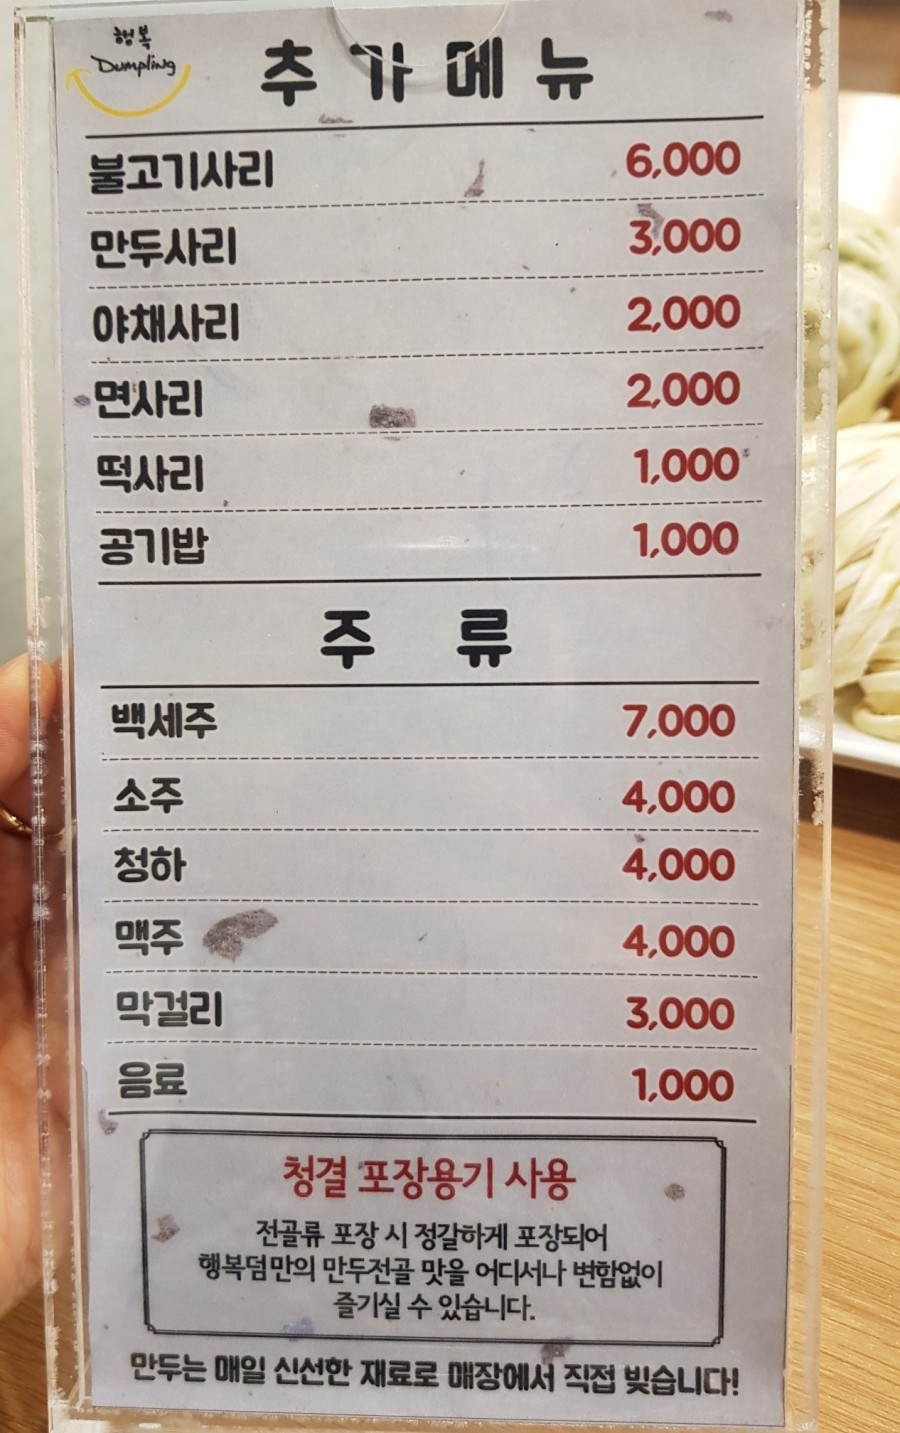 행복
Dumpling
추가메뉴
불고기사리 6,000
만두사리 3,000
야채사리 2,000
면사리 2,000
떡사리 1,000
공기밥 1,000
주 류
백세주 7,000
소주 4,000
청하 4,000
맥주 4,000
막걸리 3,000
음료 1,000
청결 포장용기 사용
전골류 포장 시 정갈하게 포장되어
행복덤만의 만두전골 맛을 어디서나 변함없이
즐기실 수 있습니다.
만두는 매일 신선한 재료로 매장에서 직접 빚습니다!